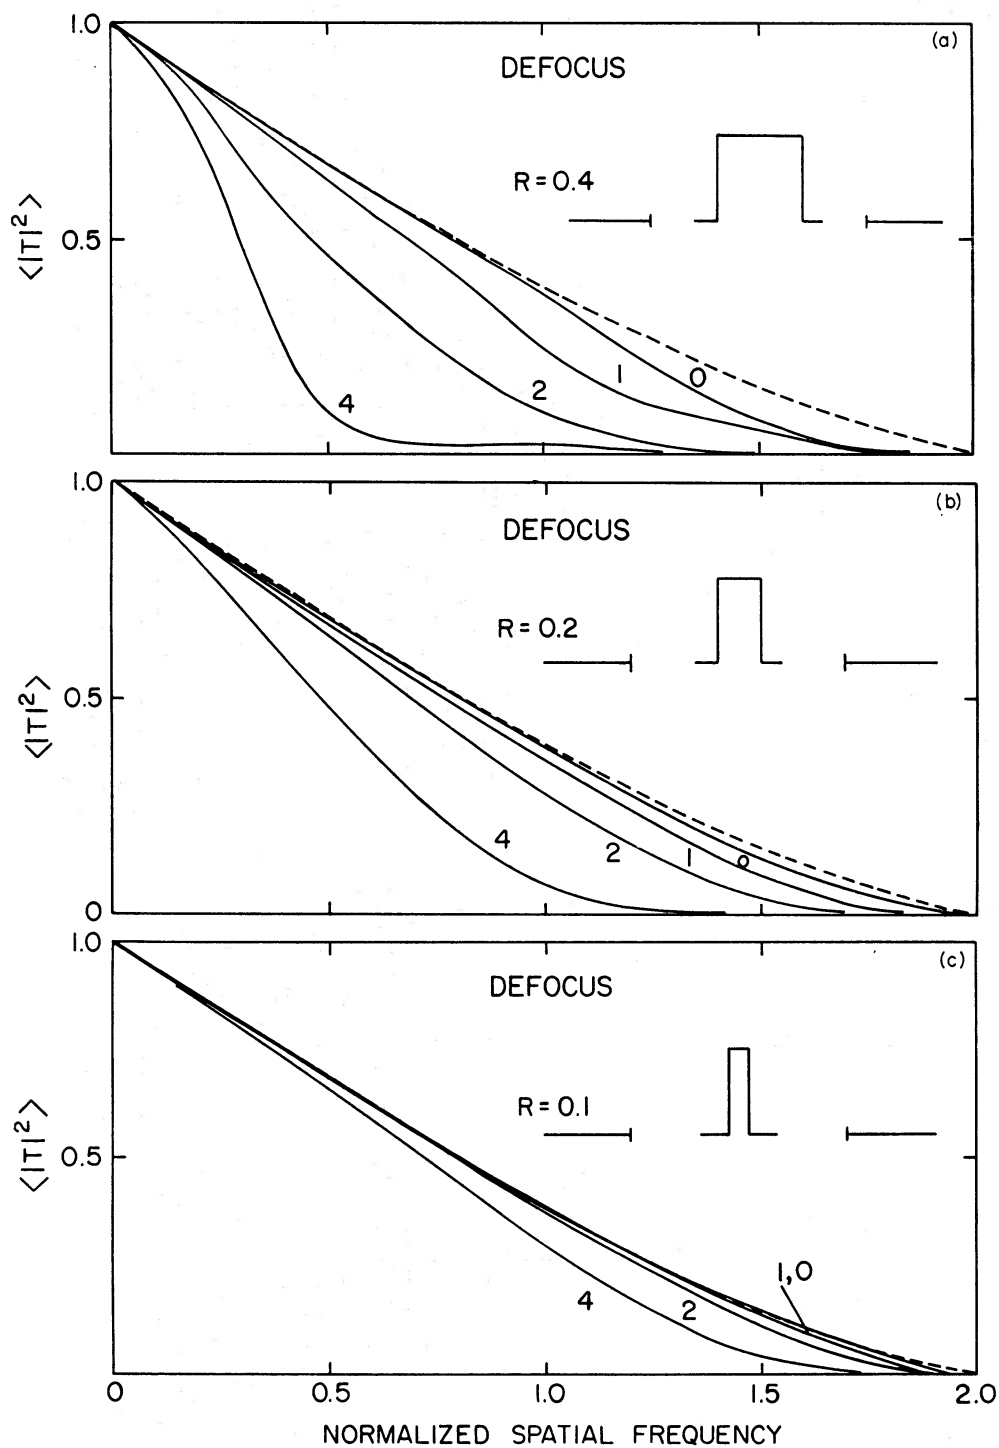 1.0
(a)
DEFOCUS
R = 0.4
<|T|²>
0.5
1
0
2
4
1.0
(b)
DEFOCUS
R = 0.2
<|T|²>
0.5
4
2
1
0
0
1.0
(c)
DEFOCUS
R = 0.1
<|T|²>
0.5
1,0
4
2
0 0.5 1.0 1.5 2.0
NORMALIZED SPATIAL FREQUENCY